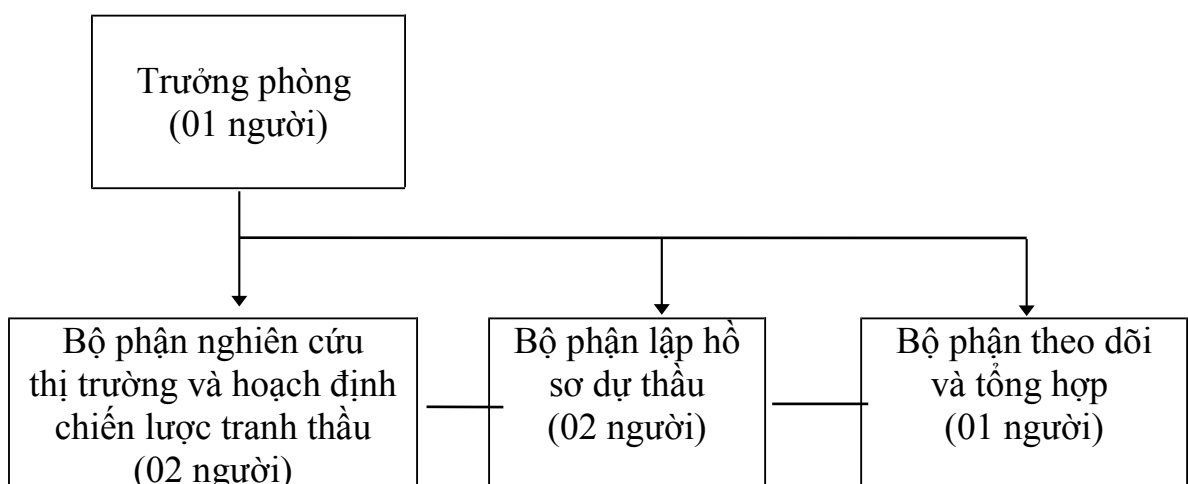 Trưởng phòng
(01 người)
Bộ phận nghiên cứu
thị trường và hoạch định
chiến lược tranh thầu
(02 người)
Bộ phận lập hồ
sơ dự thầu
(02 người)
Bộ phận theo dõi
và tổng hợp
(01 người)